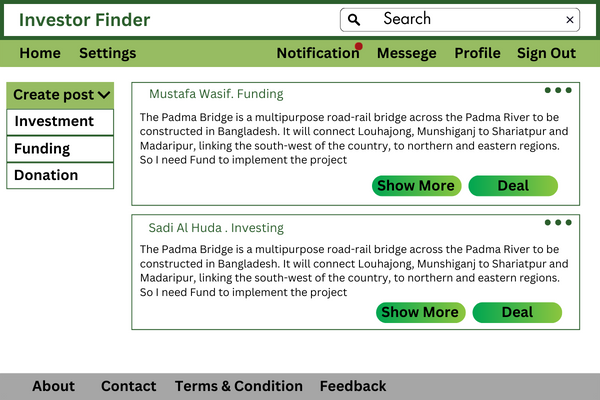 Investor Finder
Search
Home Settings Notification Messege Profile Sign Out
Create post
Investment
Funding
Donation
Mustafa Wasif. Funding
The Padma Bridge is a multipurpose road-rail bridge across the Padma River to be
constructed in Bangladesh. It will connect Louhajong, Munshiganj to Shariatpur and
Madaripur, linking the south-west of the country, to northern and eastern regions.
So I need Fund to implement the project
Show More Deal
Sadi Al Huda . Investing
The Padma Bridge is a multipurpose road-rail bridge across the Padma River to be
constructed in Bangladesh. It will connect Louhajong, Munshiganj to Shariatpur and
Madaripur, linking the south-west of the country, to northern and eastern regions.
So I need Fund to implement the project
Show More Deal
About Contact Terms & Condition Feedback